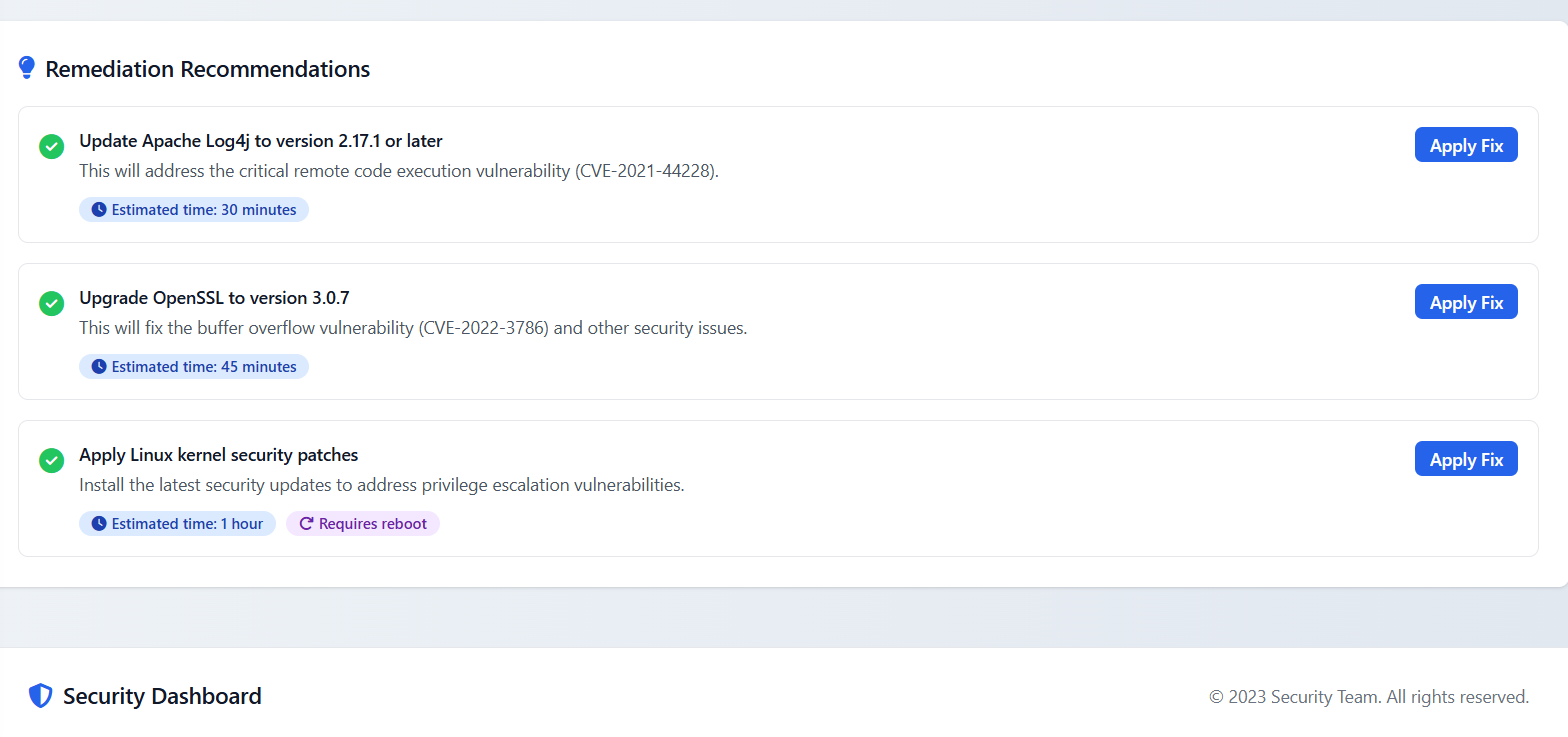 Remediation Recommendations
Update Apache Log4j to version 2.17.1 or later
Apply Fix
This will address the critical remote code execution vulnerability (CVE-2021-44228).
Estimated time: 30 minutes
Upgrade OpenSSL to version 3.0.7
Apply Fix
This will fix the buffer overflow vulnerability (CVE-2022-3786) and other security issues.
Estimated time: 45 minutes
Apply Linux kernel security patches
Apply Fix
Install the latest security updates to address privilege escalation vulnerabilities.
Estimated time: 1 hour Requires reboot
Security Dashboard
© 2023 Security Team. All rights reserved.